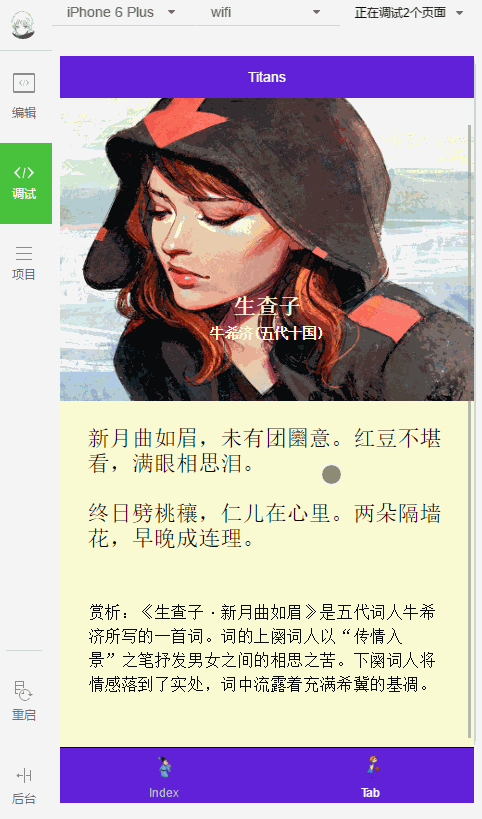 iPhone 6 Plus
wifi
正在调试2个页面
编辑
调试
项目
重启
后台
Titans
生查子
牛希济(五代十国)
新月曲如眉，未有团圞意。红豆不堪
看，满眼相思泪。
终日劈桃穰，仁儿在心里。两朵隔墙
花，早晚成连理。
赏析：《生查子·新月曲如眉》是五代词人牛希
济所写的一首词。词的上阕词人以“传情入
景”之笔抒发男女之间的相思之苦。下阕词人将
情感落到了实处，词中流露着充满希冀的基凋。
Index
Tab